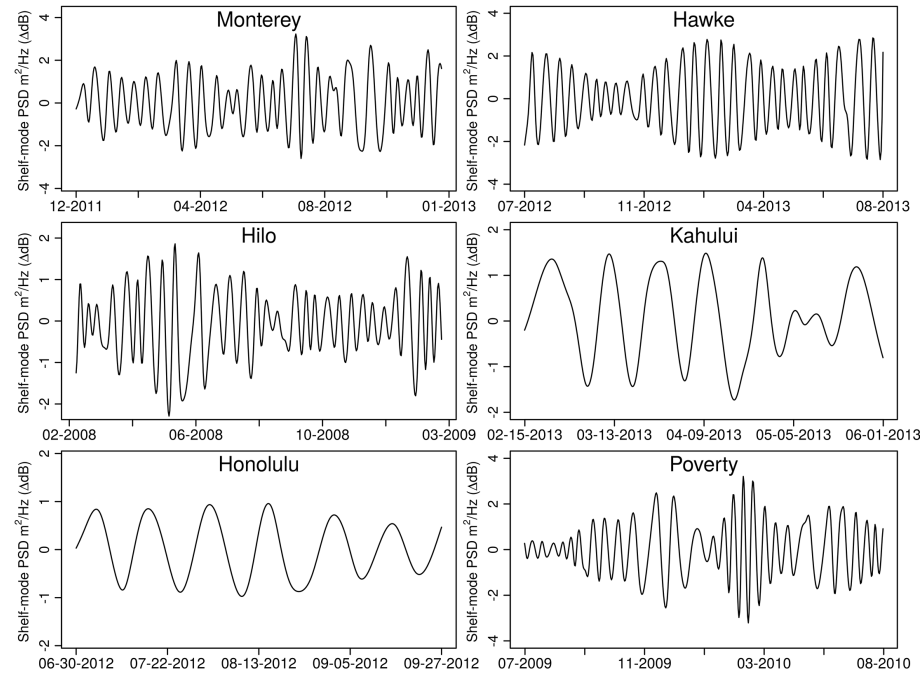 Monterey
Shelf-mode PSD m²/Hz (ΔdB)
4
2
0
-2
-4
12-2011 04-2012 08-2012 01-2013
Hawke
Shelf-mode PSD m²/Hz (ΔdB)
4
2
0
-2
-4
07-2012 11-2012 04-2013 08-2013
Hilo
Shelf-mode PSD m²/Hz (ΔdB)
2
1
0
-1
-2
02-2008 06-2008 10-2008 03-2009
Kahului
Shelf-mode PSD m²/Hz (ΔdB)
2
1
0
-1
-2
02-15-2013 03-13-2013 04-09-2013 05-05-2013 06-01-2013
Honolulu
Shelf-mode PSD m²/Hz (ΔdB)
2
1
0
-1
-2
06-30-2012 07-22-2012 08-13-2012 09-05-2012 09-27-2012
Poverty
Shelf-mode PSD m²/Hz (ΔdB)
4
2
0
-2
-4
07-2009 11-2009 03-2010 08-2010